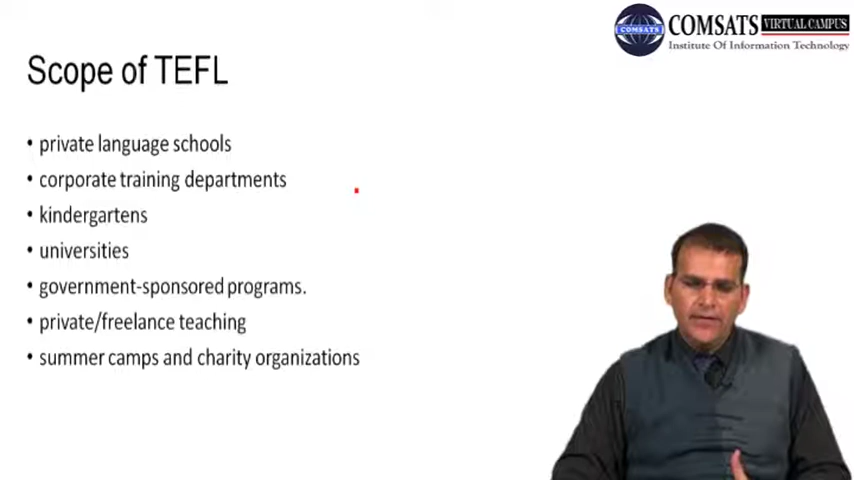 COMSATS
COMSATS VIRTUAL CAMPUS
Institute Of Information Technology
Scope of TEFL
• private language schools
• corporate training departments
• kindergartens
• universities
• government-sponsored programs.
• private/freelance teaching
• summer camps and charity organizations